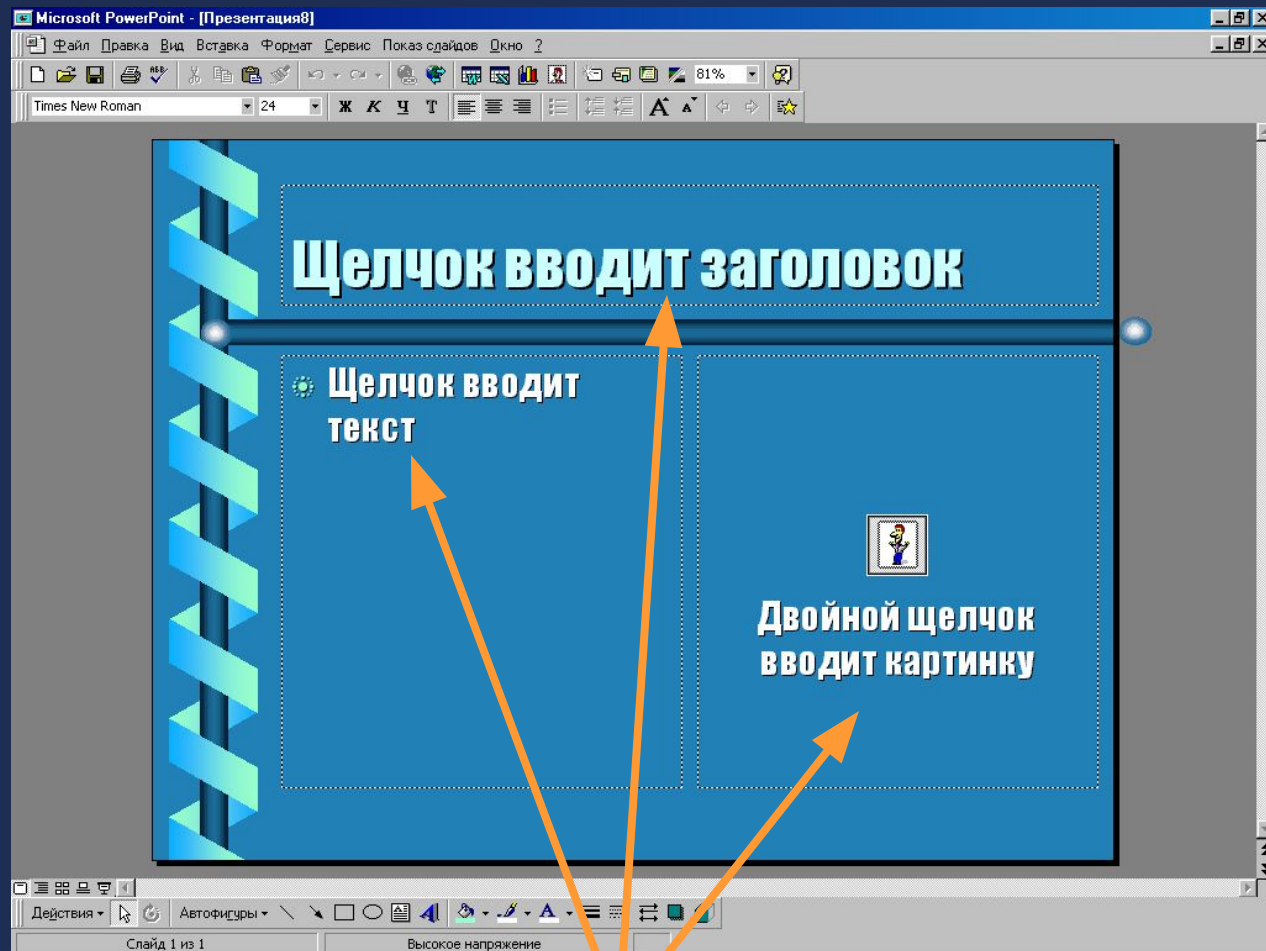 Microsoft PowerPoint - [Презентация8]
Файл Правка Вид Вставка Формат Сервис Показ слайдов Окно ?
81%
Times New Roman 24 Ж К Ч Т A A
Щелчок вводит заголовок
Щелчок вводит
текст
Двойной щелчок
вводит картинку
Действия Автофигуры
Слайд 1 из 1 Высокое напряжение